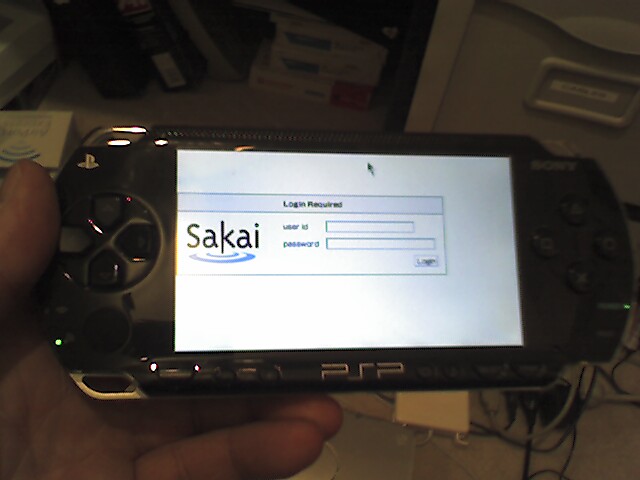 SONY
Login Required
Sakai
user id
password
Login
PSP